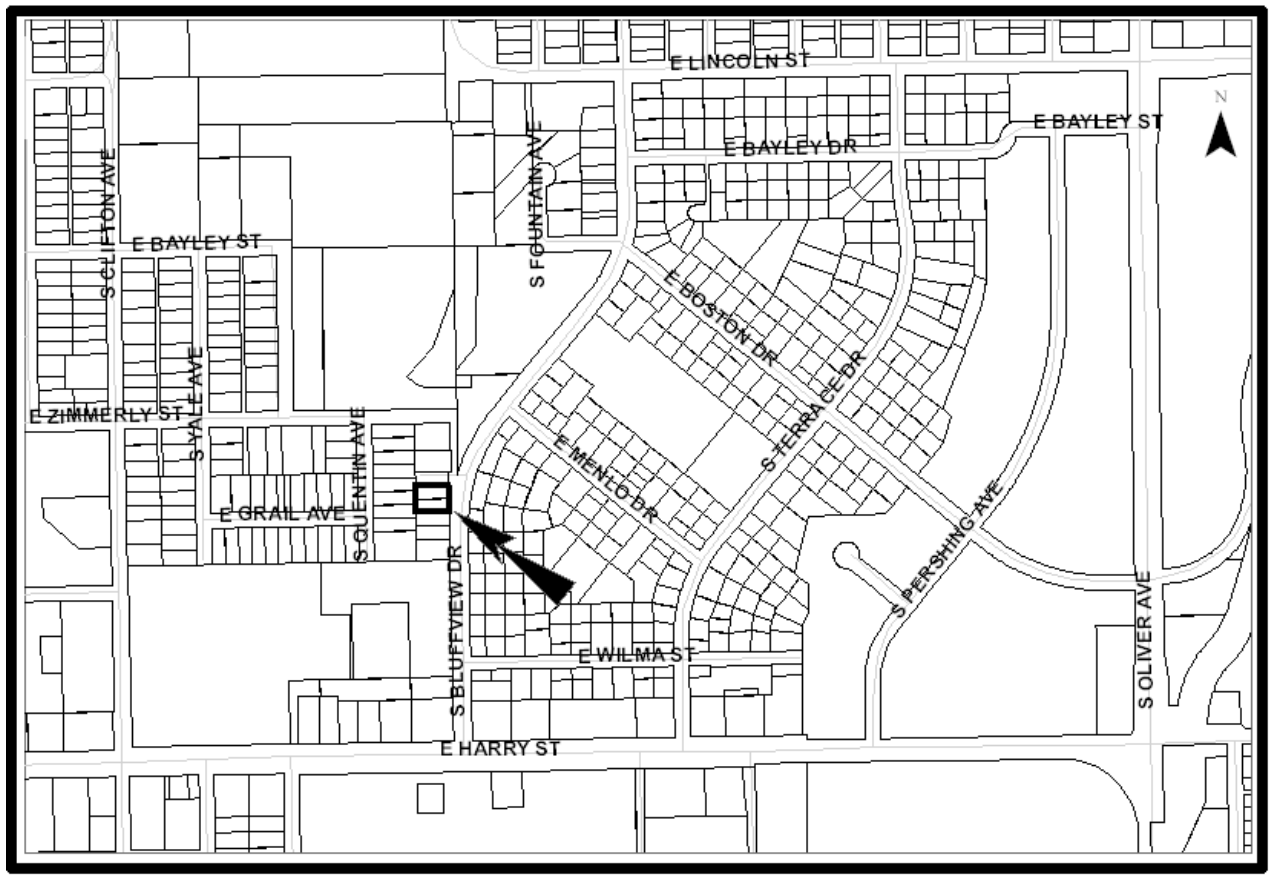 E LINCOLN ST
N
E BAYLEY ST
E BAYLEY DR
S FOUNTAIN AVE
S CLIFTON AVE
E BAYLEY ST
E BOSTON DR
S YALE AVE
S TERRACE DR
E ZIMMERLY ST
S QUENTIN AVE
E MENLO DR
E GRAIL AVE
S PERSHING AVE
S BLUFFVIEW DR
S OLIVER AVE
E WILMA ST
E HARRY ST